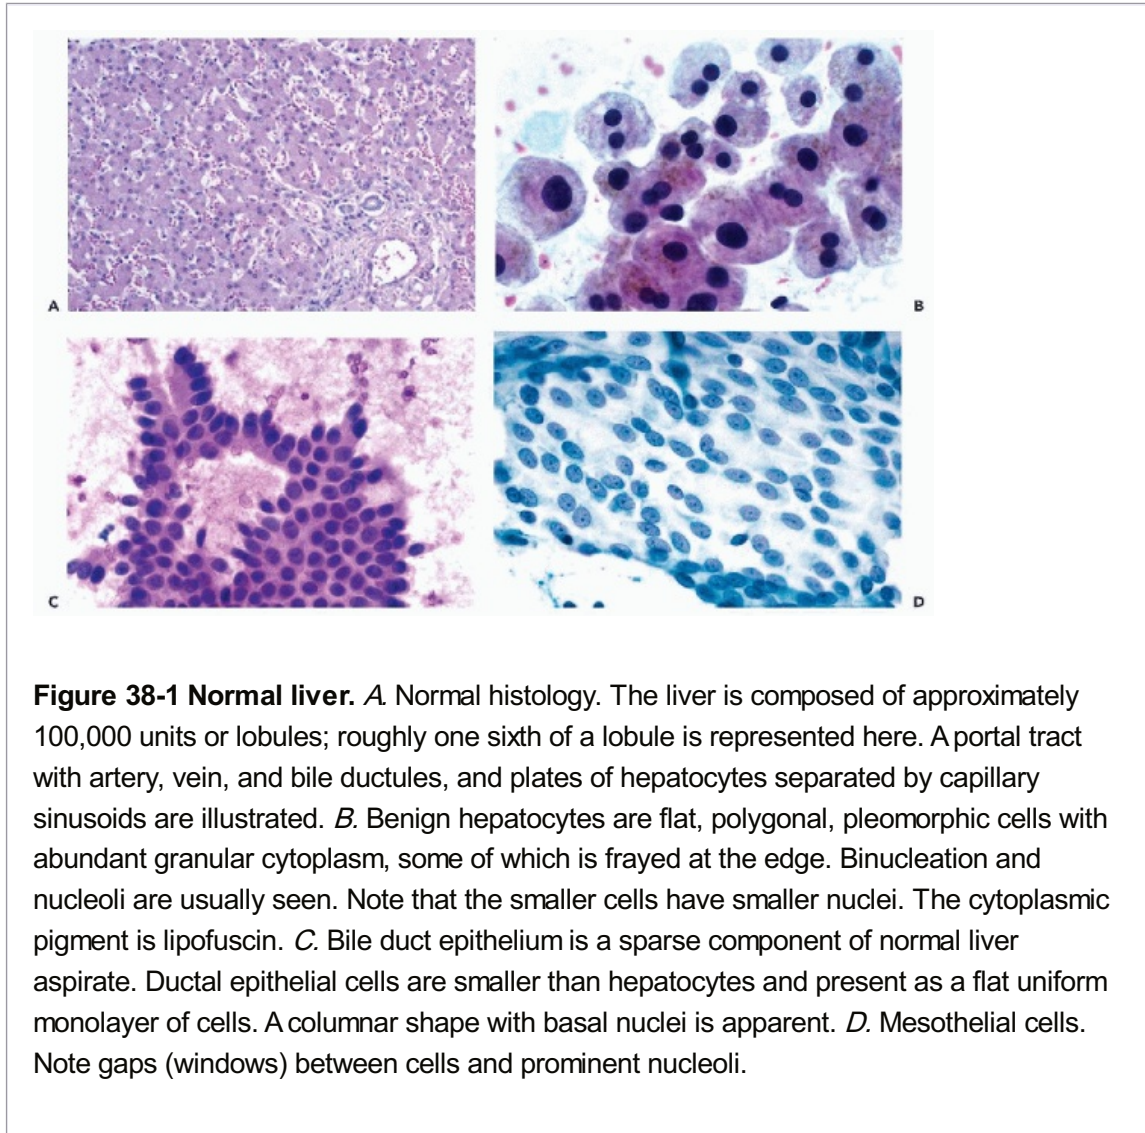 A
B
C
D
Figure 38-1 Normal liver. A. Normal histology. The liver is composed of approximately
100,000 units or lobules; roughly one sixth of a lobule is represented here. A portal tract
with artery, vein, and bile ductules, and plates of hepatocytes separated by capillary
sinusoids are illustrated. B. Benign hepatocytes are flat, polygonal, pleomorphic cells with
abundant granular cytoplasm, some of which is frayed at the edge. Binucleation and
nucleoli are usually seen. Note that the smaller cells have smaller nuclei. The cytoplasmic
pigment is lipofuscin. C. Bile duct epithelium is a sparse component of normal liver
aspirate. Ductal epithelial cells are smaller than hepatocytes and present as a flat uniform
monolayer of cells. A columnar shape with basal nuclei is apparent. D. Mesothelial cells.
Note gaps (windows) between cells and prominent nucleoli.